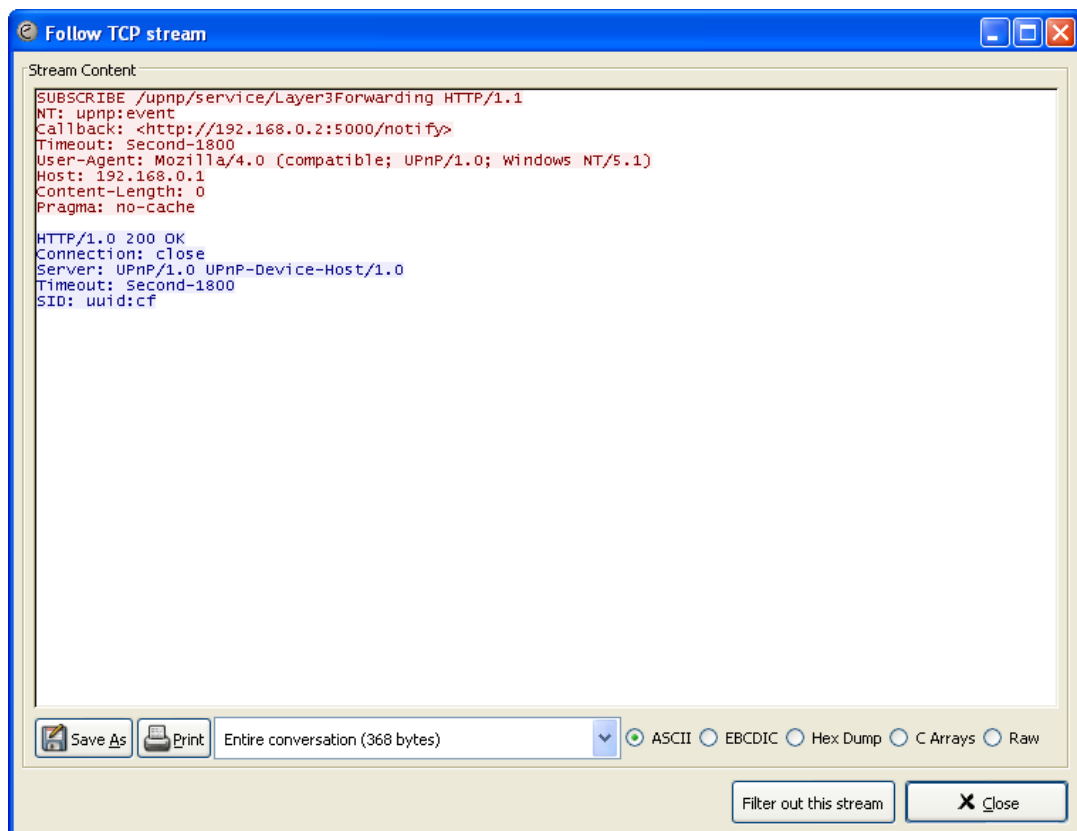 Follow TCP stream
Stream Content
SUBSCRIBE /upnp/service/Layer3Forwarding HTTP/1.1
NT: upnp:event
Callback: <http://192.168.0.2:5000/notify>
Timeout: Second-1800
User-Agent: Mozilla/4.0 (compatible; UPnP/1.0; Windows NT/5.1)
Host: 192.168.0.1
Content-Length: 0
Pragma: no-cache
HTTP/1.0 200 OK
Connection: close
Server: UPnP/1.0 UPnP-Device-Host/1.0
Timeout: Second-1800
SID: uuid:cf
Save As Print Entire conversation (368 bytes) ASCII EBCDIC Hex Dump C Arrays Raw
Filter out this stream Close